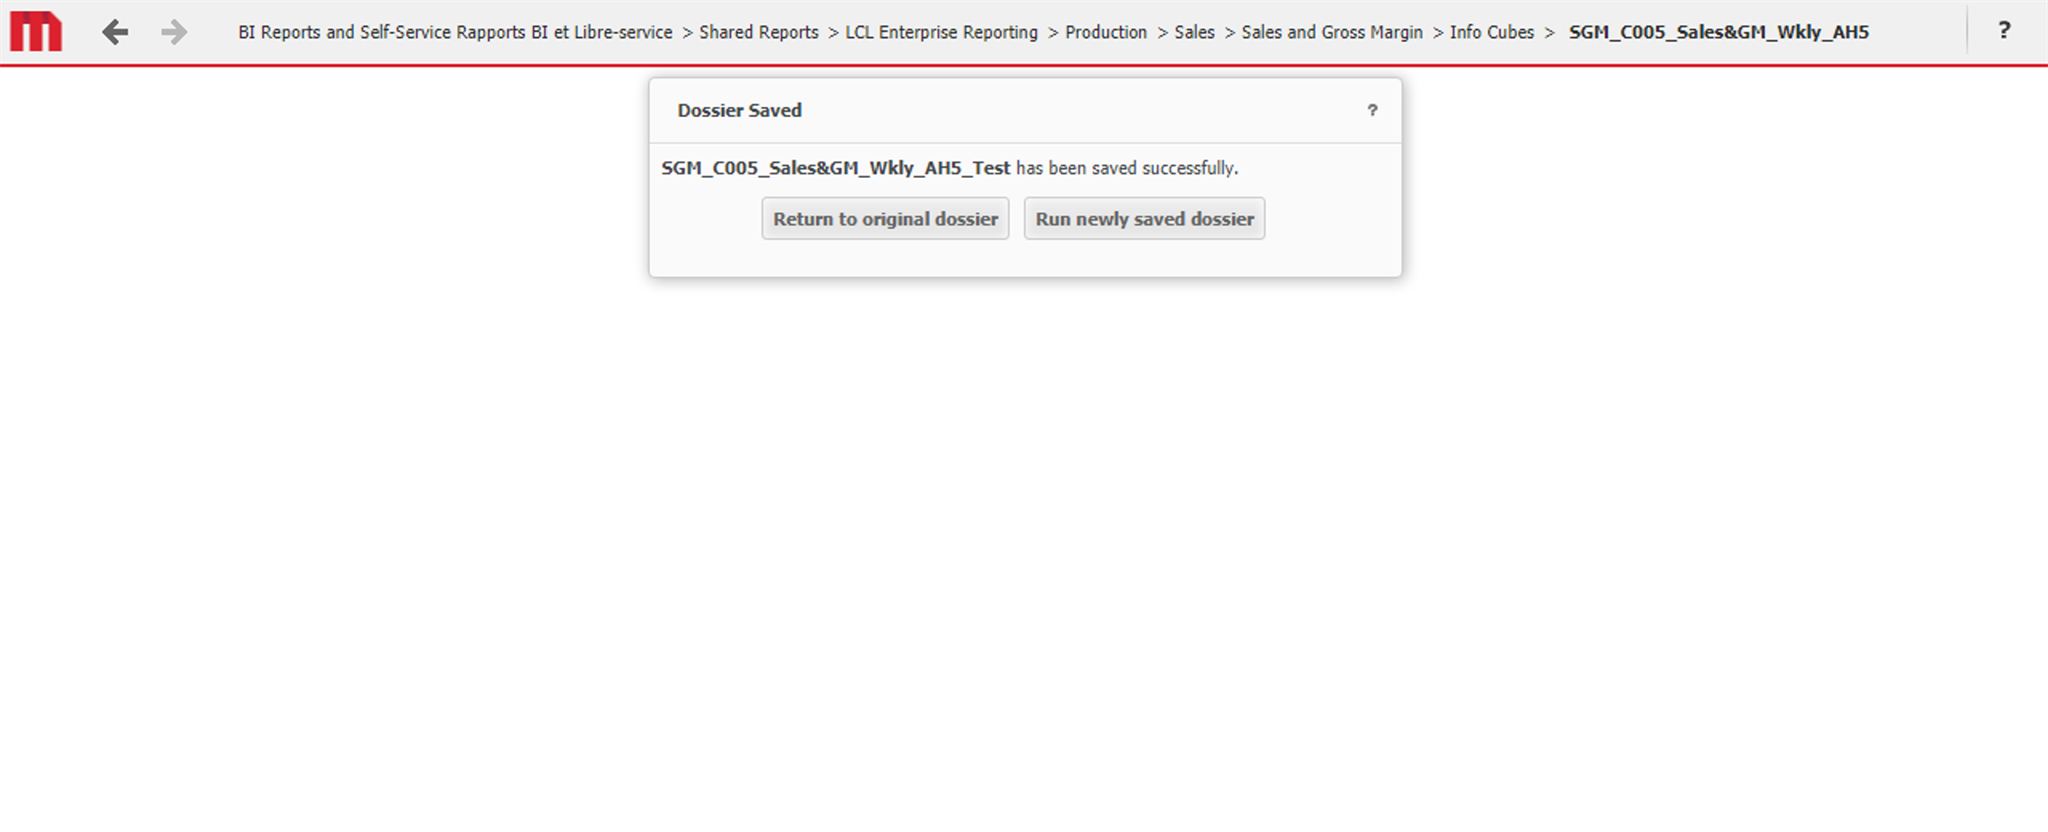 BI Reports and Self-Service Rapports BI et Libre-service > Shared Reports > LCL Enterprise Reporting > Production > Sales > Sales and Gross Margin > Info Cubes > SGM_C005_Sales&GM_Wkly_AH5 ?
Dossier Saved ?
SGM_C005_Sales&GM_Wkly_AH5_Test has been saved successfully.
Return to original dossier Run newly saved dossier